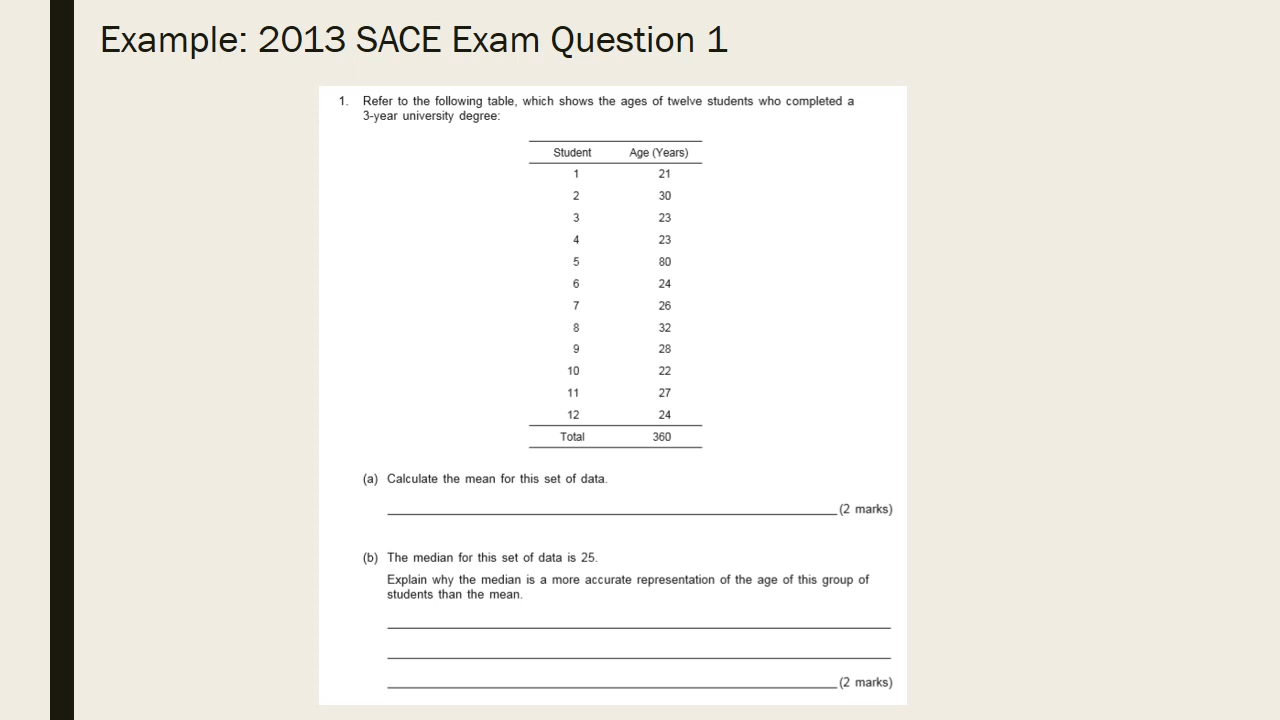 Example: 2013 SACE Exam Question 1
1. Refer to the following table, which shows the ages of twelve students who completed a
3-year university degree:
Student Age (Years)
1 21
2 30
3 23
4 23
5 80
6 24
7 26
8 32
9 28
10 22
11 27
12 24
Total 360
(a) Calculate the mean for this set of data.
(2 marks)
(b) The median for this set of data is 25.
Explain why the median is a more accurate representation of the age of this group of
students than the mean.
(2 marks)